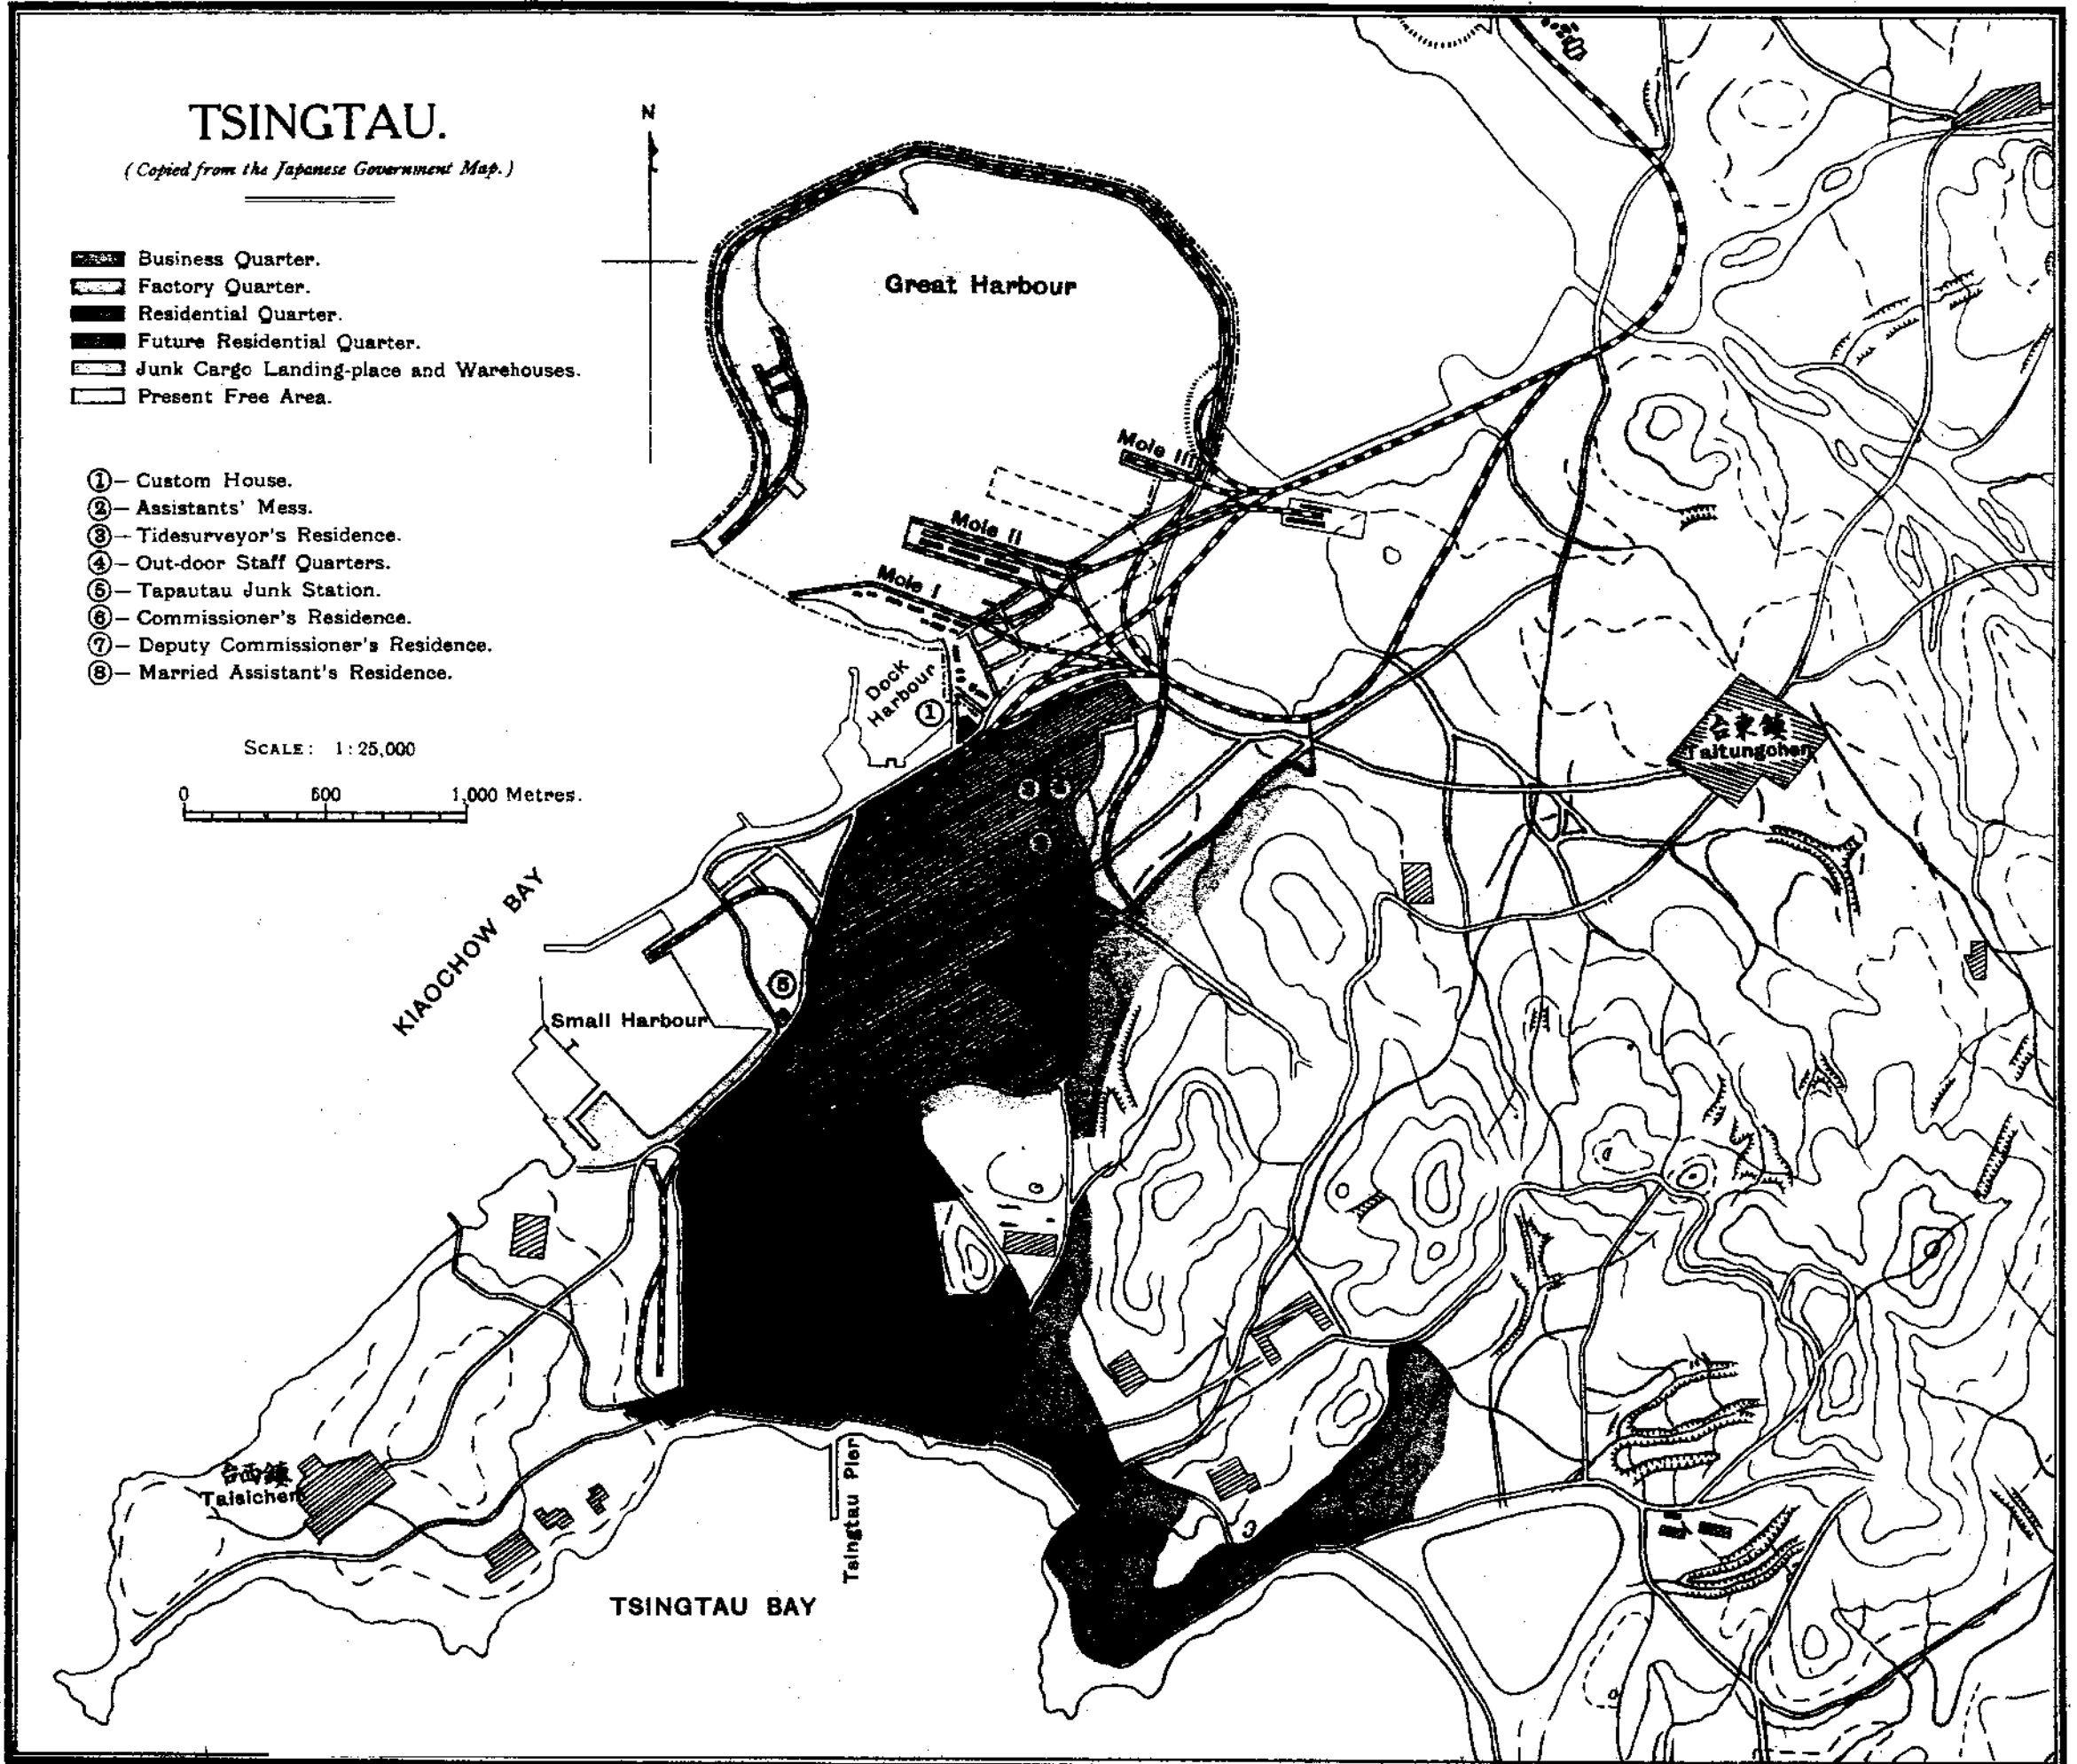 TSINGTAU.
(Copied from the Japanese Government Map.)
N
Business Quarter.
Factory Quarter.
Residential Quarter.
Future Residential Quarter.
Junk Cargo Landing-place and Warehouses.
Present Free Area.
①— Custom House.
②— Assistants' Mess.
③— Tidesurveyor's Residence.
④— Out-door Staff Quarters.
⑤— Tapautau Junk Station.
⑥— Commissioner's Residence.
⑦— Deputy Commissioner's Residence.
⑧— Married Assistant's Residence.
SCALE: 1:25,000
0 500 1,000 Metres.
Great Harbour
Mole III
Mole II
Mole I
Dock
Harbour
①
台東鎮
Taitungchen
KIAOCHOW BAY
⑤
Small Harbour
台西鎮
Taisichen
Tsingtau Pier
TSINGTAU BAY